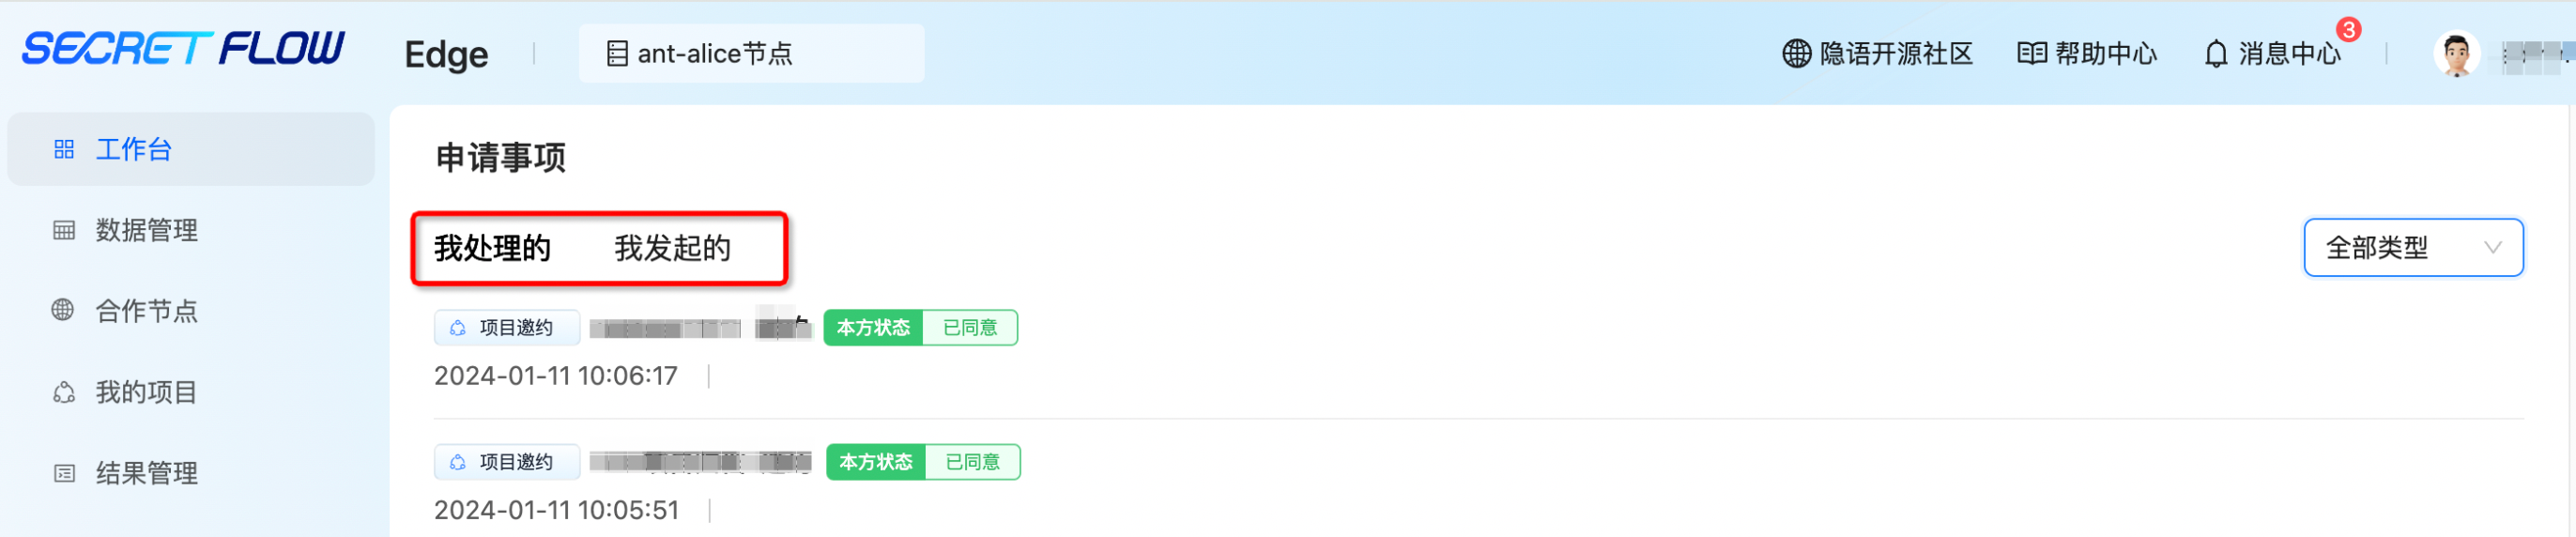 SECRET FLOW Edge ant-alice节点 隐语开源社区 帮助中心 消息中心 3
工作台
数据管理
合作节点
我的项目
结果管理
申请事项
我处理的 我发起的 全部类型
项目邀约 本方状态 已同意
2024-01-11 10:06:17
项目邀约 本方状态 已同意
2024-01-11 10:05:51